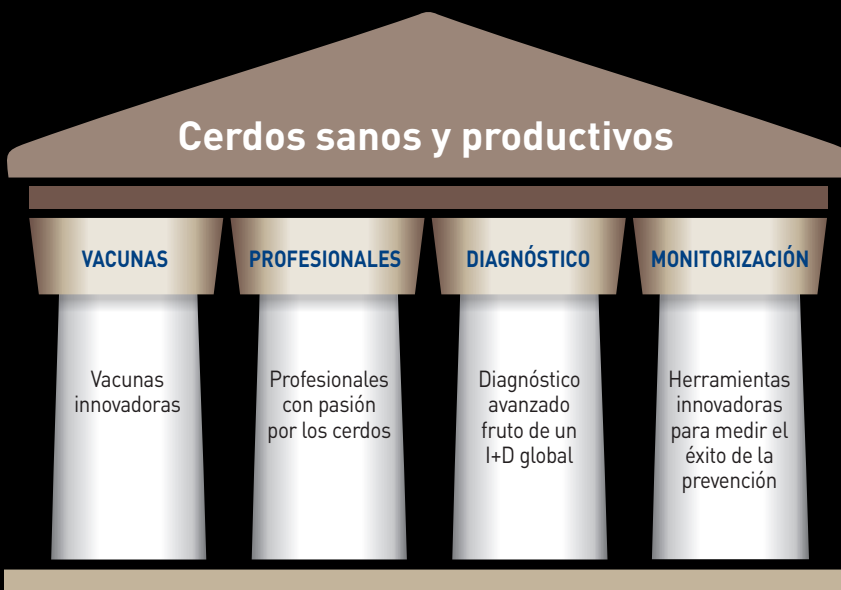 Cerdos sanos y productivos
VACUNAS
PROFESIONALES
DIAGNÓSTICO
MONITORIZACIÓN
Vacunas
innovadoras
Profesionales
con pasión
por los cerdos
Diagnóstico
avanzado
fruto de un
I+D global
Herramientas
innovadoras
para medir el
éxito de la
prevención